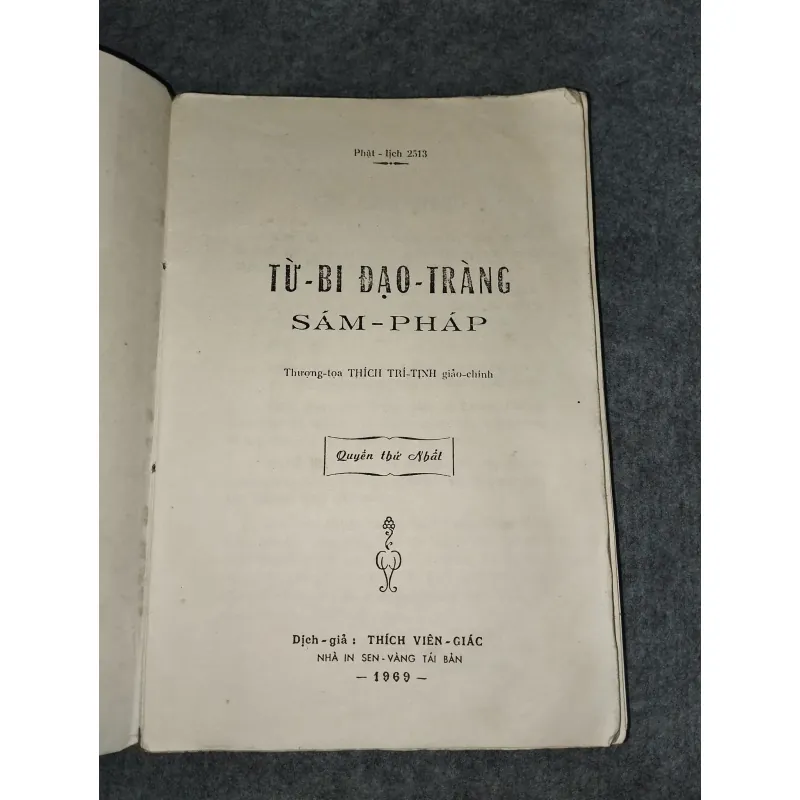 Phật - lịch 2513
TỪ-BI ĐẠO-TRÀNG
SÁM-PHÁP
Thượng-tọa THÍCH TRÍ-TỊNH giảo-chính
Quyển thứ Nhất
Dịch-giả : THÍCH VIÊN-GIÁC
NHÀ IN SEN-VÀNG TÁI BẢN
— 1969 —